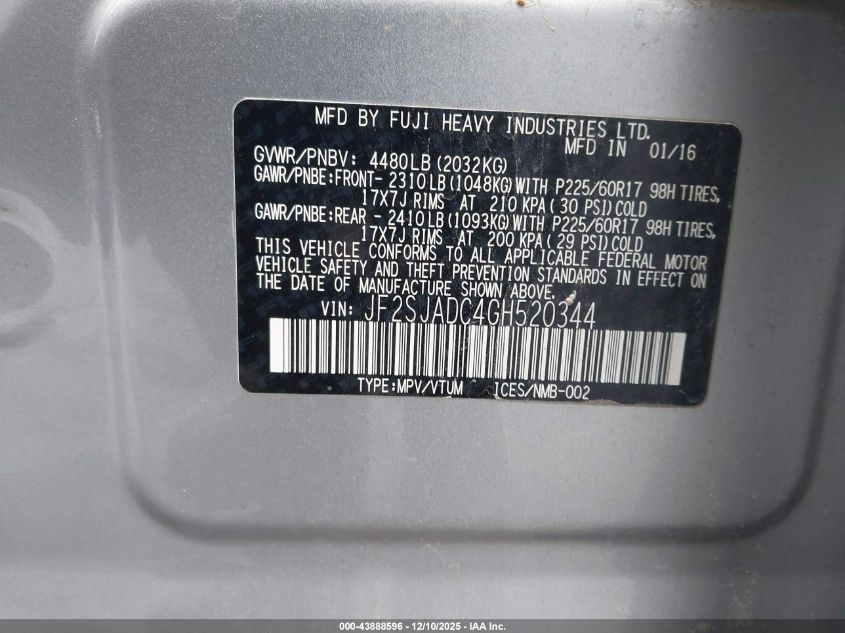 MFD BY FUJI HEAVY INDUSTRIES LTD.
MFD IN 01/16
GVWR/PNBV: 4480LB(2032KG)
GAWR/PNBE:FRONT- 2310LB(1048KG)WITH P225/60R17 98H TIRES,
17X7J RIMS AT 210 KPA(30 PSI)COLD
GAWR/PNBE:REAR - 2410LB(1093KG)WITH P225/60R17 98H TIRES,
17X7J RIMS AT 200 KPA(29 PSI)COLD
THIS VEHICLE CONFORMS TO ALL APPLICABLE FEDERAL MOTOR
VEHICLE SAFETY AND THEFT PREVENTION STANDARDS IN EFFECT ON
THE DATE OF MANUFACTURE SHOWN ABOVE.
VIN: JF2SJADC4GH520344
TYPE:MPV/VTUM ICES/NMB-002
000-43888596 - 12/10/2025 - IAA Inc.